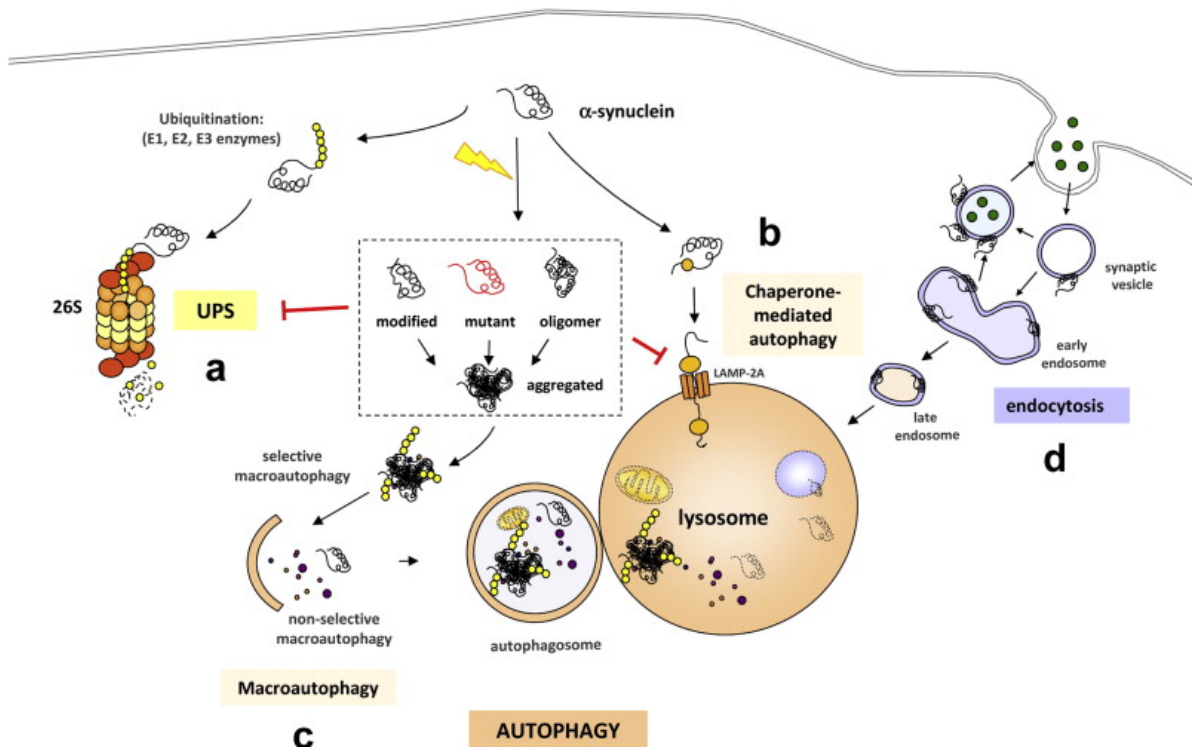 α-synuclein
Ubiquitination:
(E1, E2, E3 enzymes)
26S
UPS
a
modified
mutant
oligomer
aggregated
b
Chaperone-
mediated
autophagy
LAMP-2A
synaptic
vesicle
early
endosome
late
endosome
endocytosis
d
selective
macroautophagy
lysosome
non-selective
macroautophagy
autophagosome
Macroautophagy
c
AUTOPHAGY